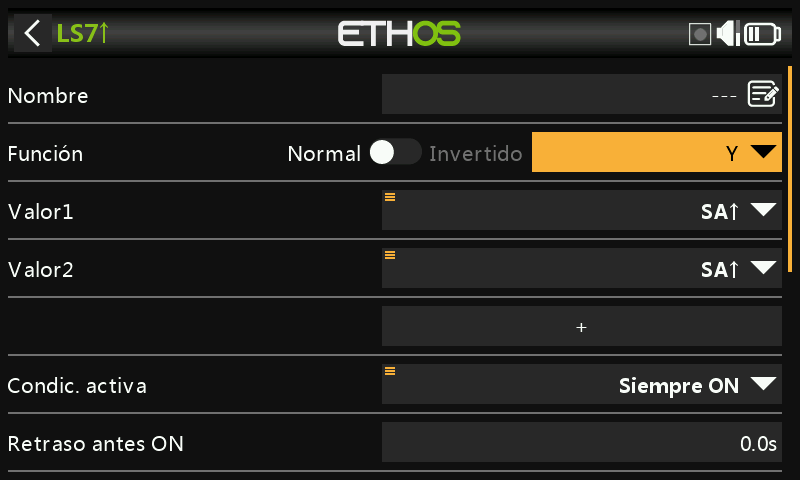 LS7↑ ETHOS
Nombre ---
Función Normal Invertido Y
Valor1 SA↑
Valor2 SA↑
+
Condic. activa Siempre ON
Retraso antes ON 0.0s